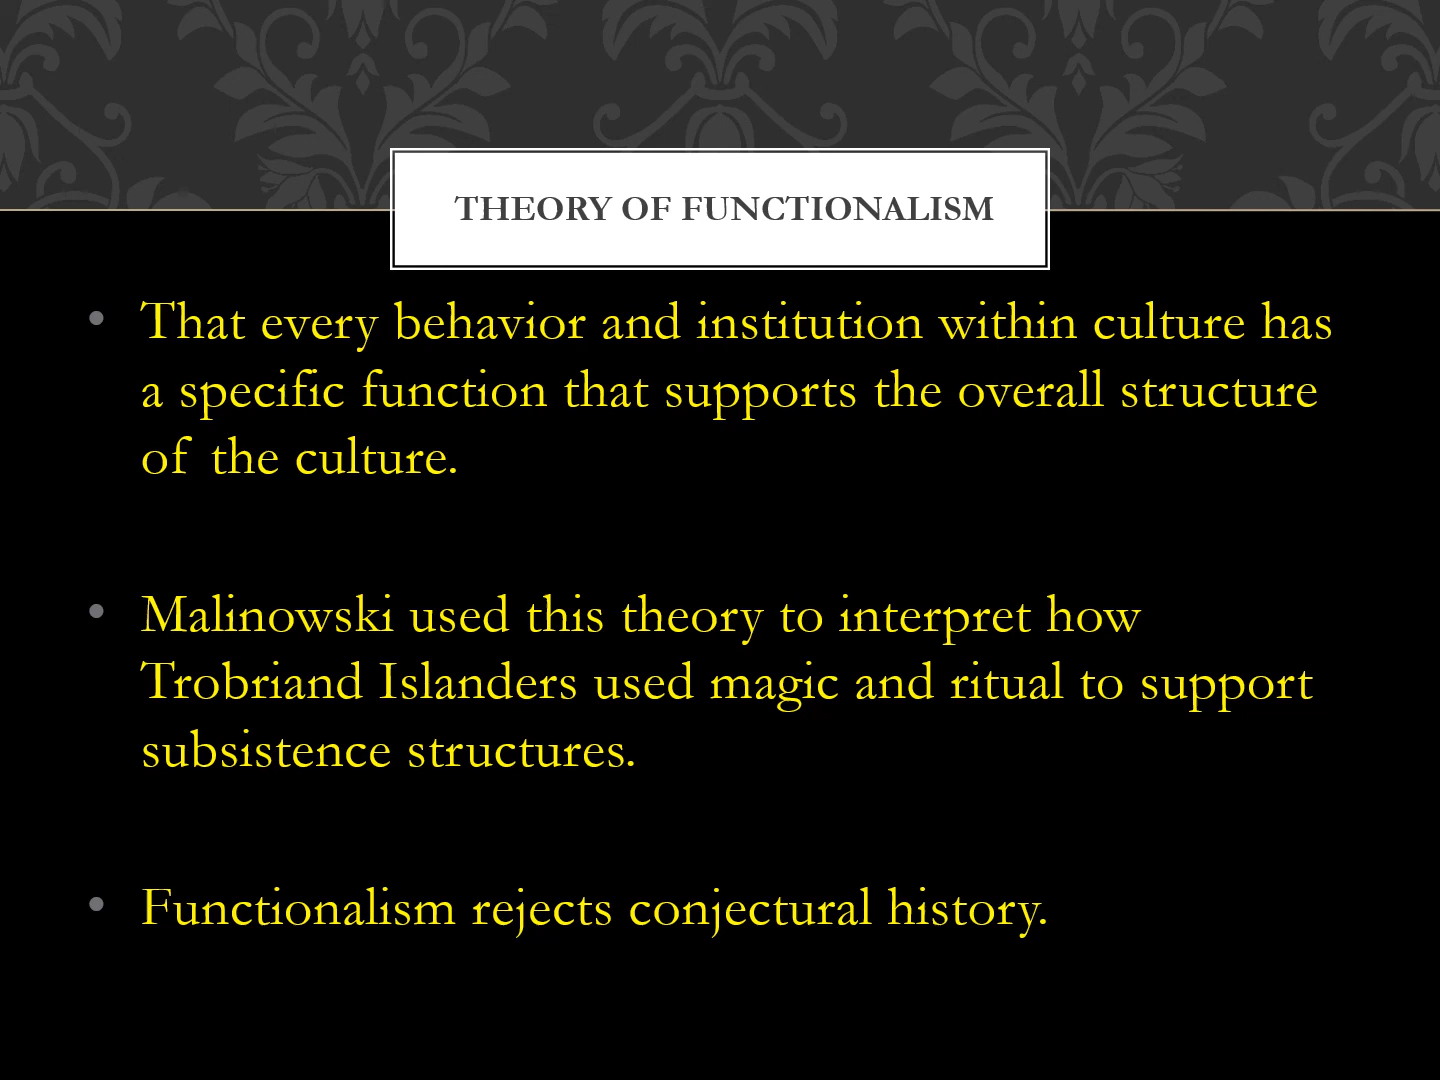 THEORY OF FUNCTIONALISM
• That every behavior and institution within culture has
a specific function that supports the overall structure
of the culture.
• Malinowski used this theory to interpret how
Trobriand Islanders used magic and ritual to support
subsistence structures.
• Functionalism rejects conjectural history.